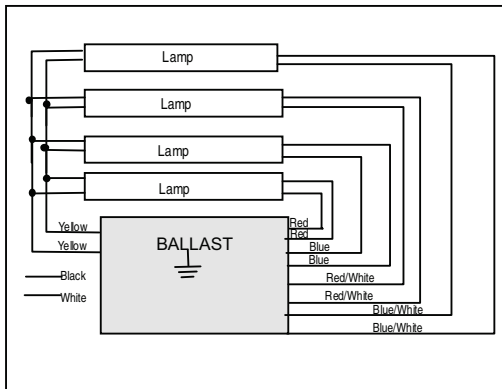 Lamp
Lamp
Lamp
Lamp
Yellow
Yellow
BALLAST
Black
White
Red
Red
Blue
Blue
Red/White
Red/White
Blue/White
Blue/White